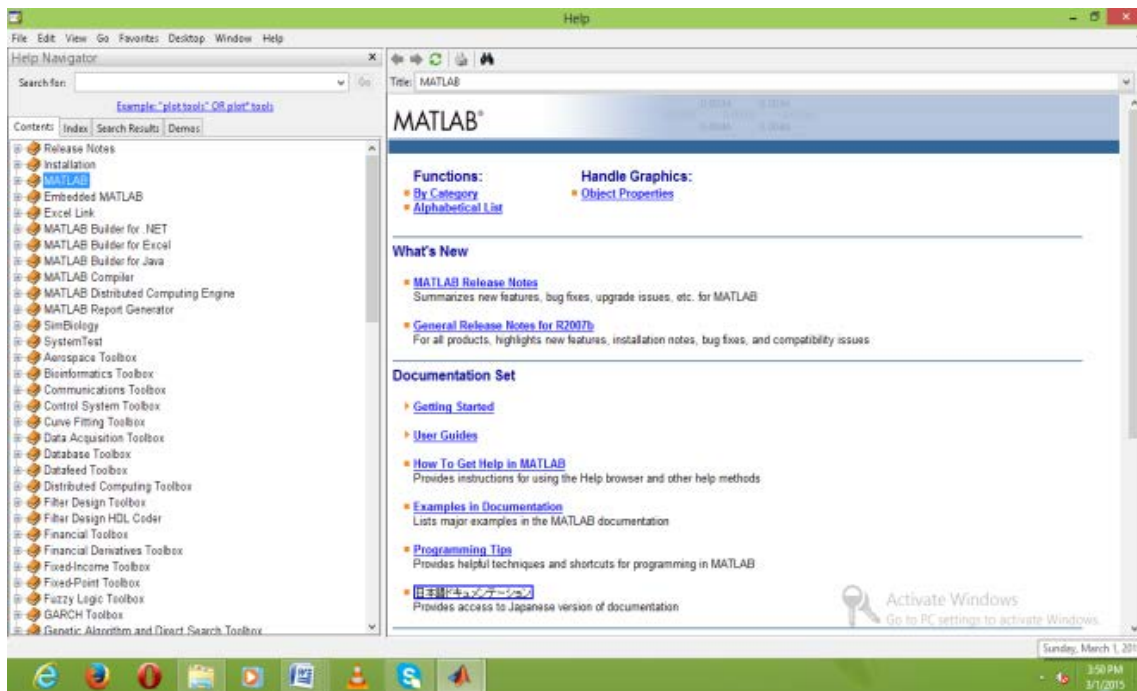 Help
File Edit View Go Favorites Desktop Window Help
Help Navigator
Search for:
Go
Example: "plot tools" OR plot* tools
Contents Index Search Results Demos
Release Notes
Installation
MATLAB
Embedded MATLAB
Excel Link
MATLAB Builder for .NET
MATLAB Builder for Excel
MATLAB Builder for Java
MATLAB Compiler
MATLAB Distributed Computing Engine
MATLAB Report Generator
SimBiology
SystemTest
Aerospace Toolbox
Bioinformatics Toolbox
Communications Toolbox
Control System Toolbox
Curve Fitting Toolbox
Data Acquisition Toolbox
Database Toolbox
Datafeed Toolbox
Distributed Computing Toolbox
Filter Design Toolbox
Filter Design HDL Coder
Financial Toolbox
Financial Derivatives Toolbox
Fixed-Income Toolbox
Fixed-Point Toolbox
Fuzzy Logic Toolbox
GARCH Toolbox
Genetic Algorithm and Direct Search Toolbox
Title: MATLAB
MATLAB®
Functions:
By Category
Alphabetical List
Handle Graphics:
Object Properties
What's New
MATLAB Release Notes
Summarizes new features, bug fixes, upgrade issues, etc. for MATLAB
General Release Notes for R2007b
For all products, highlights new features, installation notes, bug fixes, and compatibility issues
Documentation Set
Getting Started
User Guides
How To Get Help in MATLAB
Provides instructions for using the Help browser and other help methods
Examples in Documentation
Lists major examples in the MATLAB documentation
Programming Tips
Provides helpful techniques and shortcuts for programming in MATLAB
日本語ドキュメンテーション
Provides access to Japanese version of documentation
Activate Windows
Go to PC settings to activate Windows.
Sunday, March 1, 201
3:50 PM
3/1/2015